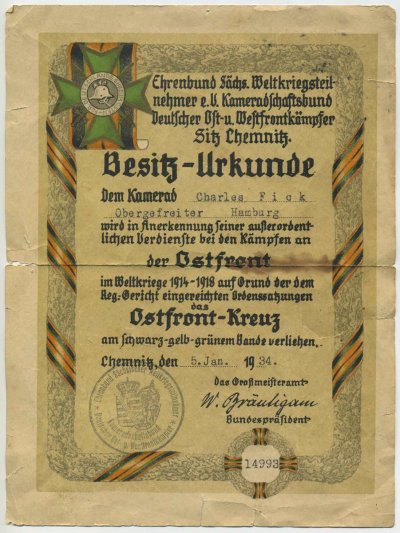 Ehrenbund Sächs. Weltkriegsteil-
nehmer e.V. Kameradschaftsbund
Deutscher Ost- u. Westfrontkämpfer
Sitz Chemnitz.
Besitz-Urkunde
Dem Kamerad Charles Fick
Obergefreiter Hamburg
wird in Anerkennung seiner außerordent-
lichen Verdienste bei den Kämpfen an
der Ostfront
im Weltkriege 1914-1918 auf Grund der dem
Reg.-Gericht eingereichten Ordenssatzungen
das
Ostfront-Kreuz
am schwarz-gelb-grünem Bande verliehen.
Chemnitz, den 5. Jan. 1934.
Das Großmeisteramt
W. Bräutigam
Bundespräsident
14993